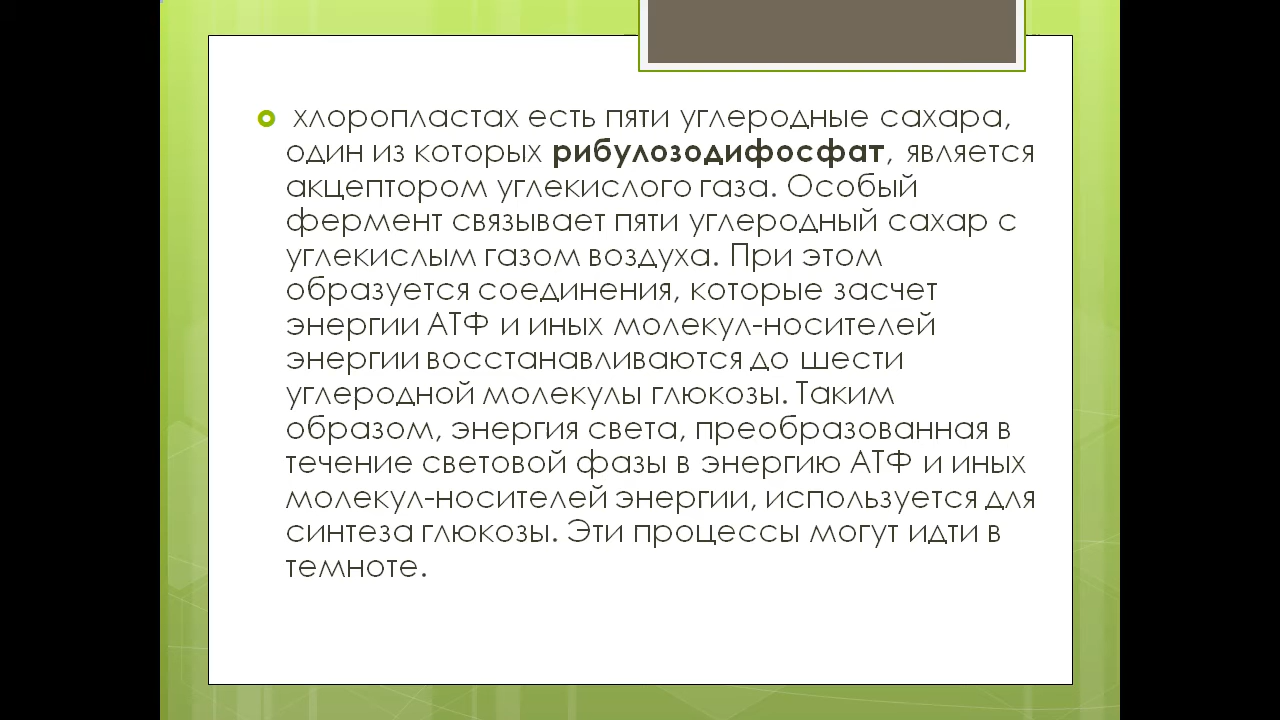 хлоропластах есть пяти углеродные сахара,
один из которых рибулозодифосфат, является
акцептором углекислого газа. Особый
фермент связывает пяти углеродный сахар с
углекислым газом воздуха. При этом
образуется соединения, которые засчет
энергии АТФ и иных молекул-носителей
энергии восстанавливаются до шести
углеродной молекулы глюкозы. Таким
образом, энергия света, преобразованная в
течение световой фазы в энергию АТФ и иных
молекул-носителей энергии, используется для
синтеза глюкозы. Эти процессы могут идти в
темноте.